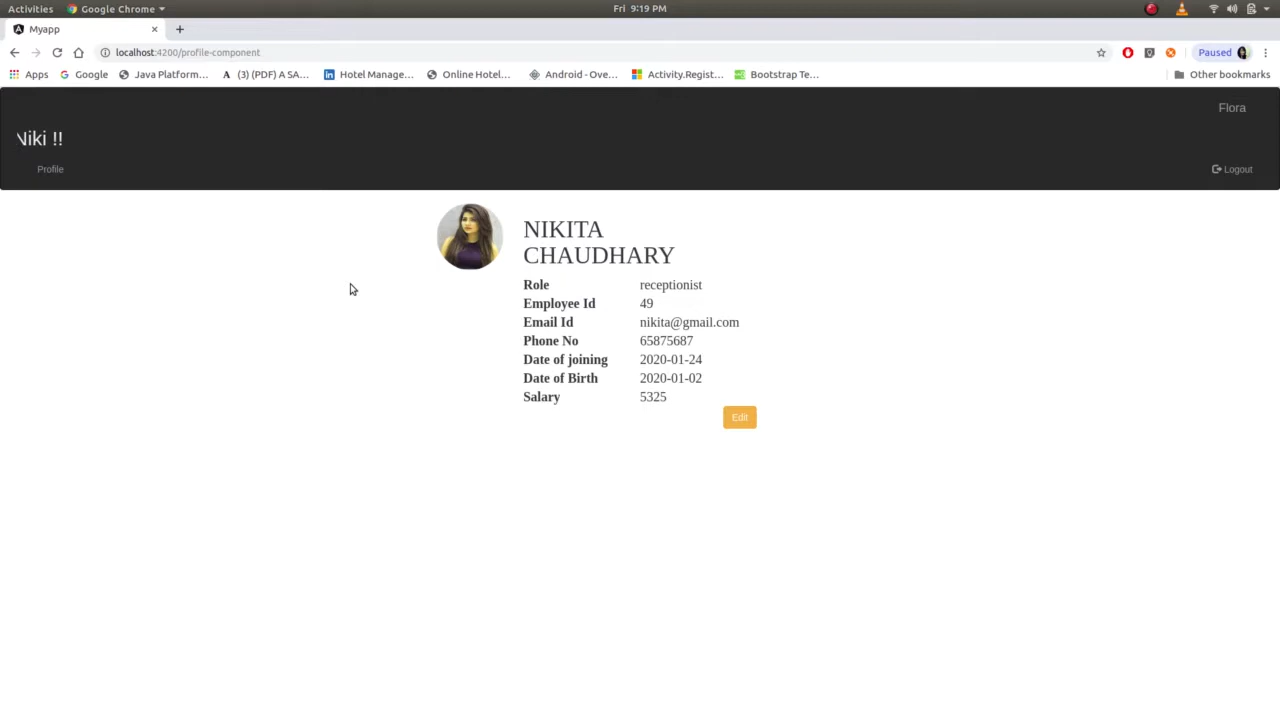 Activities Google Chrome Fri 9:19 PM
Myapp
localhost:4200/profile-component Paused
Apps Google Java Platform… (3) (PDF) A SA… Hotel Manage… Online Hotel… Android - Ove… Activity.Regist… Bootstrap Te… Other bookmarks
Flora
Niki !!
Profile Logout
NIKITA
CHAUDHARY
Role receptionist
Employee Id 49
Email Id nikita@gmail.com
Phone No 65875687
Date of joining 2020-01-24
Date of Birth 2020-01-02
Salary 5325
Edit